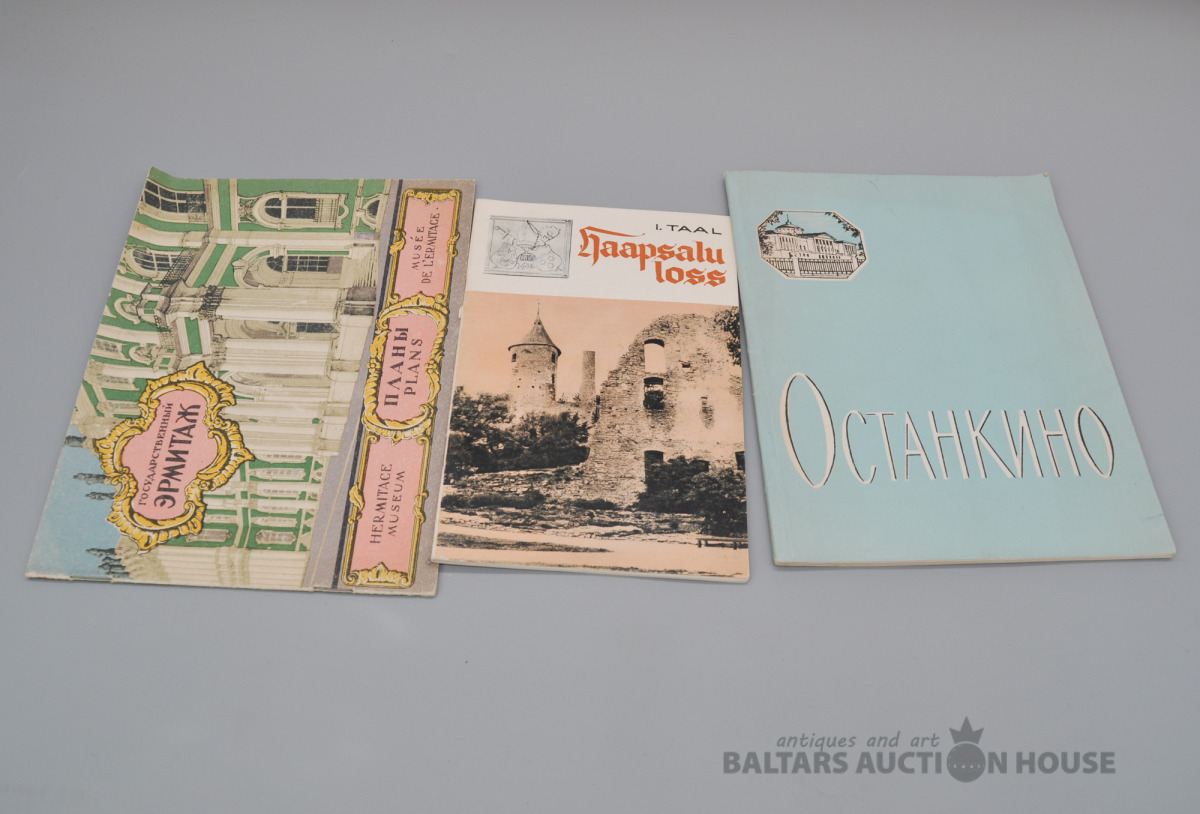 ГОСУДАРСТВЕННЫЙ
ЭРМИТАЖ
HERMITAGE
MUSEUM
ПЛАНЫ
PLANS
MUSÉE
DE L'ERMITAGE
I. TAAL
Haapsalu
loss
ОСТАНКИНО
antiques and art
BALTARS AUCTION HOUSE